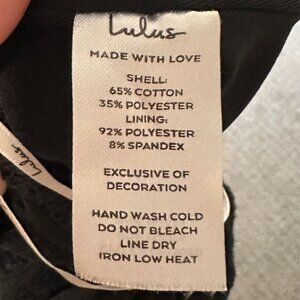 Lulus
MADE WITH LOVE
SHELL:
65% COTTON
35% POLYESTER
LINING:
92% POLYESTER
8% SPANDEX
EXCLUSIVE OF
DECORATION
HAND WASH COLD
DO NOT BLEACH
LINE DRY
IRON LOW HEAT
Lulus